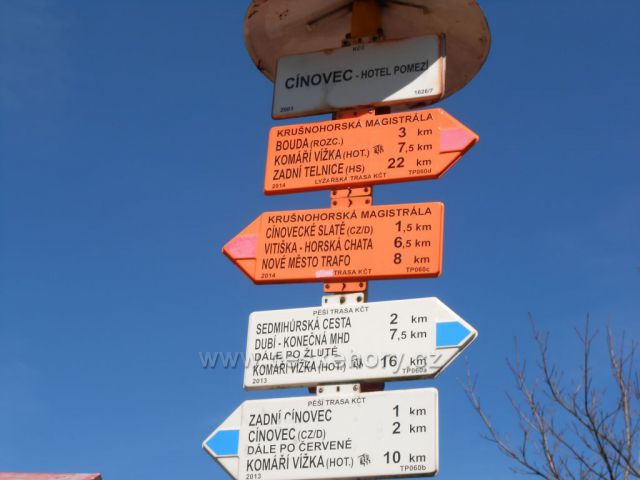 KČT
CÍNOVEC - HOTEL POMEZÍ
2003 1026/7
KRUŠNOHORSKÁ MAGISTRÁLA
BOUDA (ROZC.) 3 km
KOMÁŘÍ VÍŽKA (HOT.) 7,5 km
ZADNÍ TELNICE (HS) 22 km
2014 LYŽAŘSKÁ TRASA KČT TP060d
KRUŠNOHORSKÁ MAGISTRÁLA
CÍNOVECKÉ SLATĚ (CZ/D) 1,5 km
VITIŠKA - HORSKÁ CHATA 6,5 km
NOVÉ MĚSTO TRAFO 8 km
2014 TRASA KČT TP060c
PĚŠÍ TRASA KČT
SEDMIHŮRSKÁ CESTA 2 km
DUBÍ - KONEČNÁ MHD 7,5 km
DÁLE PO ŽLUTÉ
KOMÁŘÍ VÍŽKA (HOT.) 16 km
2013 TP060a
PĚŠÍ TRASA KČT
ZADNÍ CÍNOVEC 1 km
CÍNOVEC (CZ/D) 2 km
DÁLE PO ČERVENÉ
KOMÁŘÍ VÍŽKA (HOT.) 10 km
2013 TP060b